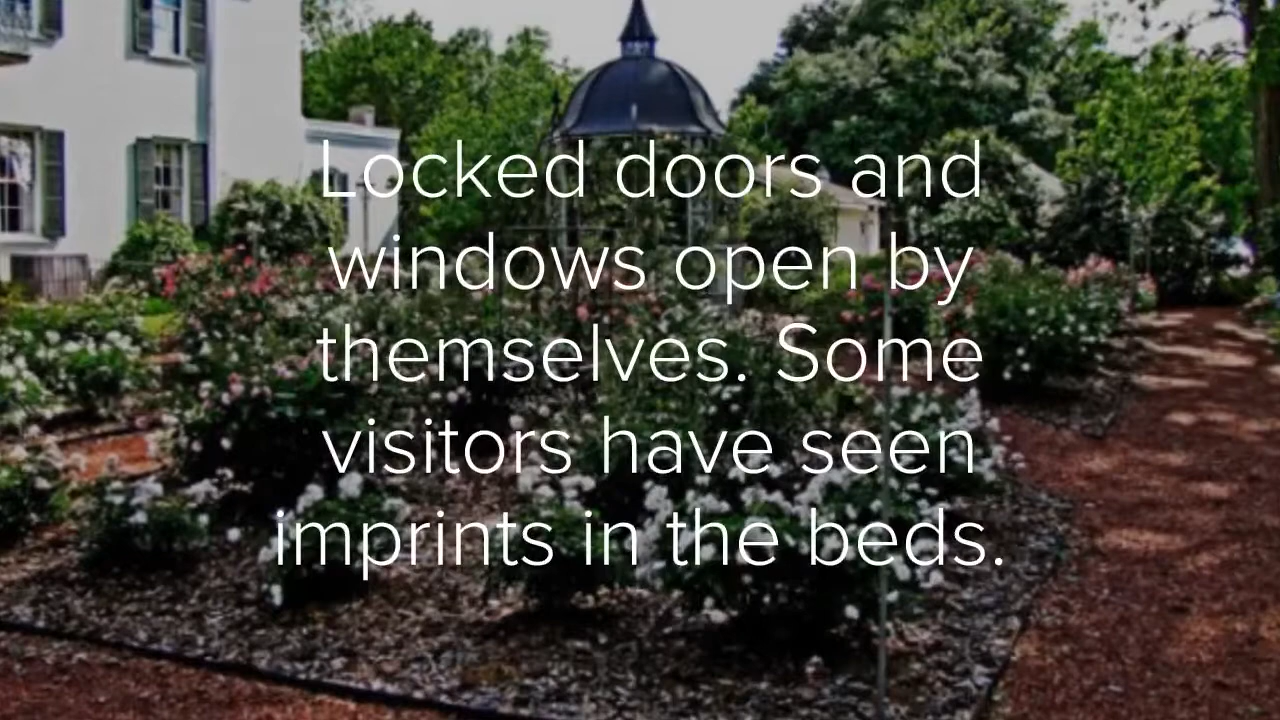 Locked doors and
windows open by
themselves. Some
visitors have seen
imprints in the beds.